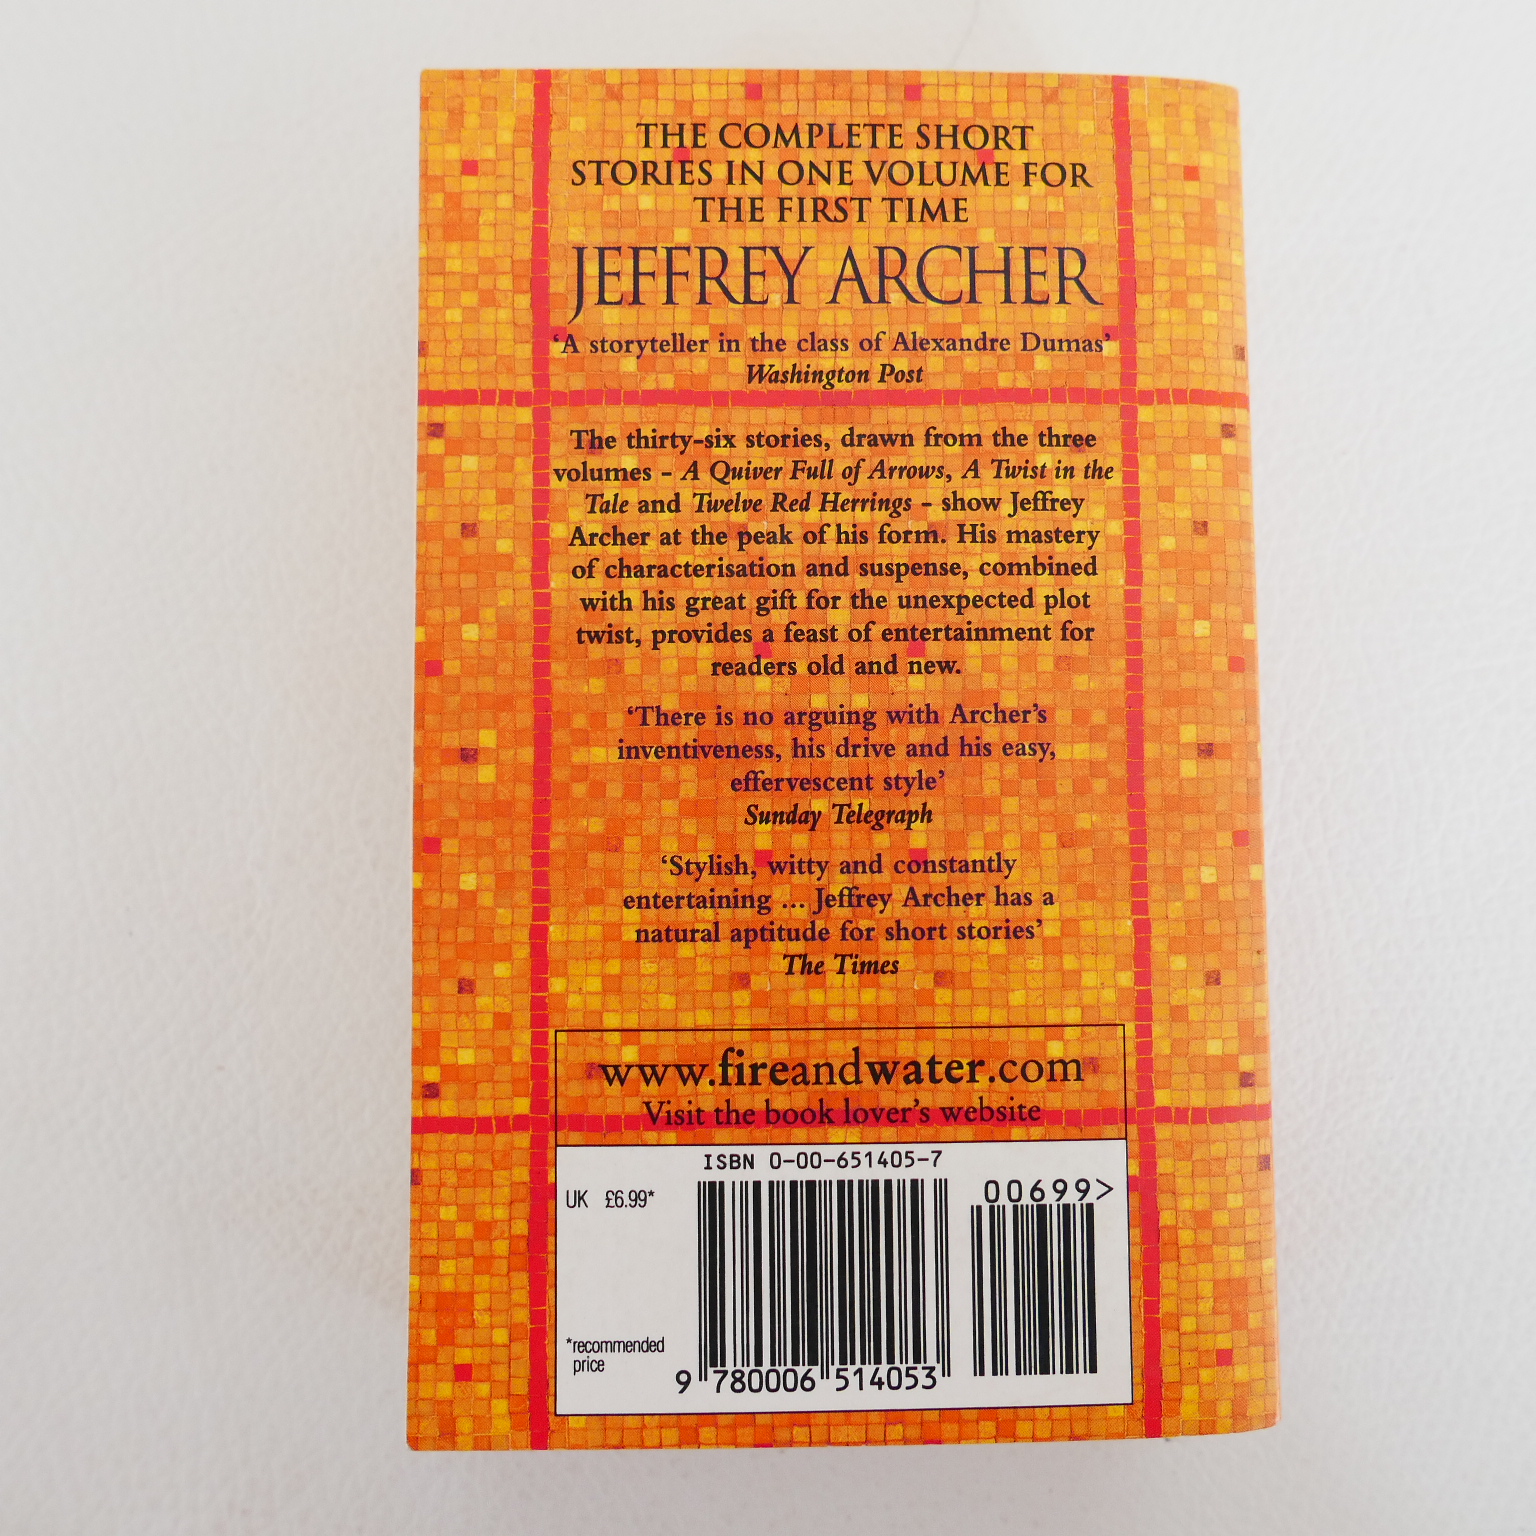 THE COMPLETE SHORT
STORIES IN ONE VOLUME FOR
THE FIRST TIME
JEFFREY ARCHER
‘A storyteller in the class of Alexandre Dumas’
Washington Post
The thirty-six stories, drawn from the three
volumes – A Quiver Full of Arrows, A Twist in the
Tale and Twelve Red Herrings – show Jeffrey
Archer at the peak of his form. His mastery
of characterisation and suspense, combined
with his great gift for the unexpected plot
twist, provides a feast of entertainment for
readers old and new.
‘There is no arguing with Archer’s
inventiveness, his drive and his easy,
effervescent style’
Sunday Telegraph
‘Stylish, witty and constantly
entertaining ... Jeffrey Archer has a
natural aptitude for short stories’
The Times
www.fireandwater.com
Visit the book lover’s website
ISBN 0-00-651405-7
UK £6.99*
00699>
*recommended
price
9 780006 514053